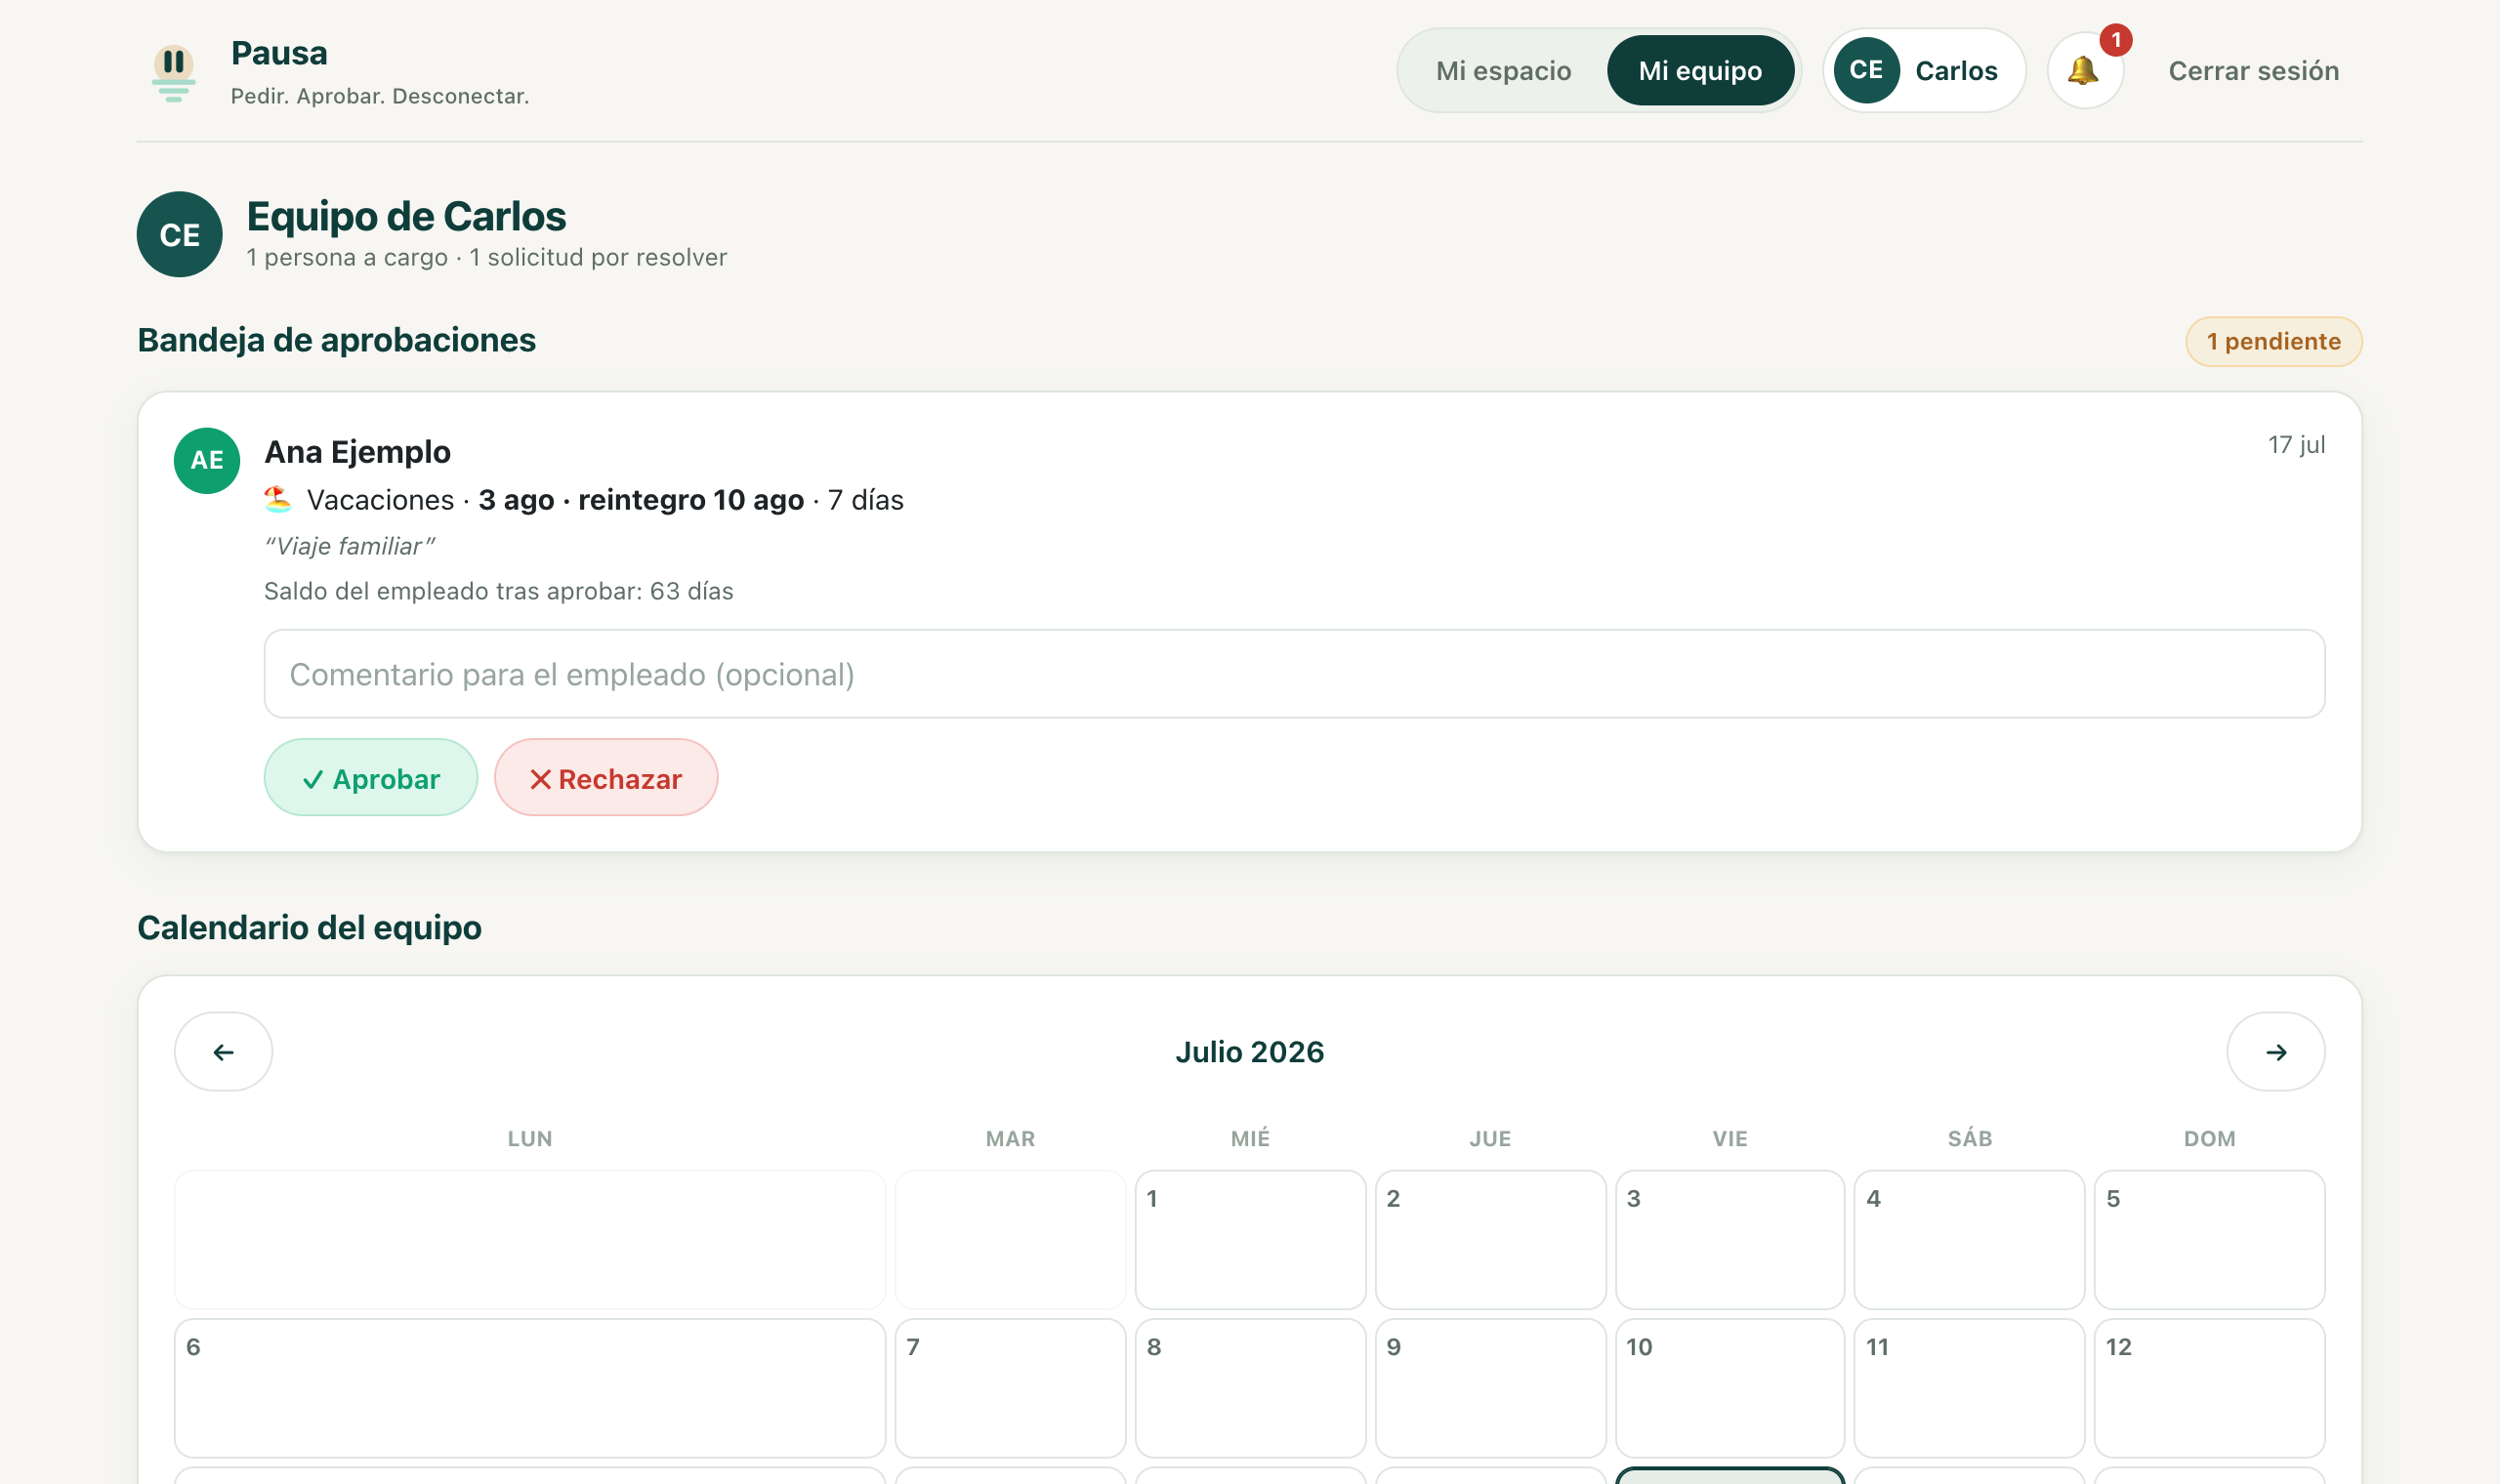 Pausa
Pedir. Aprobar. Desconectar.
Mi espacio
Mi equipo
CE
Carlos
1
Cerrar sesión
CE
Equipo de Carlos
1 persona a cargo · 1 solicitud por resolver
Bandeja de aprobaciones
1 pendiente
AE
Ana Ejemplo
17 jul
Vacaciones · 3 ago · reintegro 10 ago · 7 días
“Viaje familiar”
Saldo del empleado tras aprobar: 63 días
Comentario para el empleado (opcional)
✓ Aprobar
✕ Rechazar
Calendario del equipo
←
Julio 2026
→
LUN MAR MIÉ JUE VIE SÁB DOM
1 2 3 4 5
6 7 8 9 10 11 12